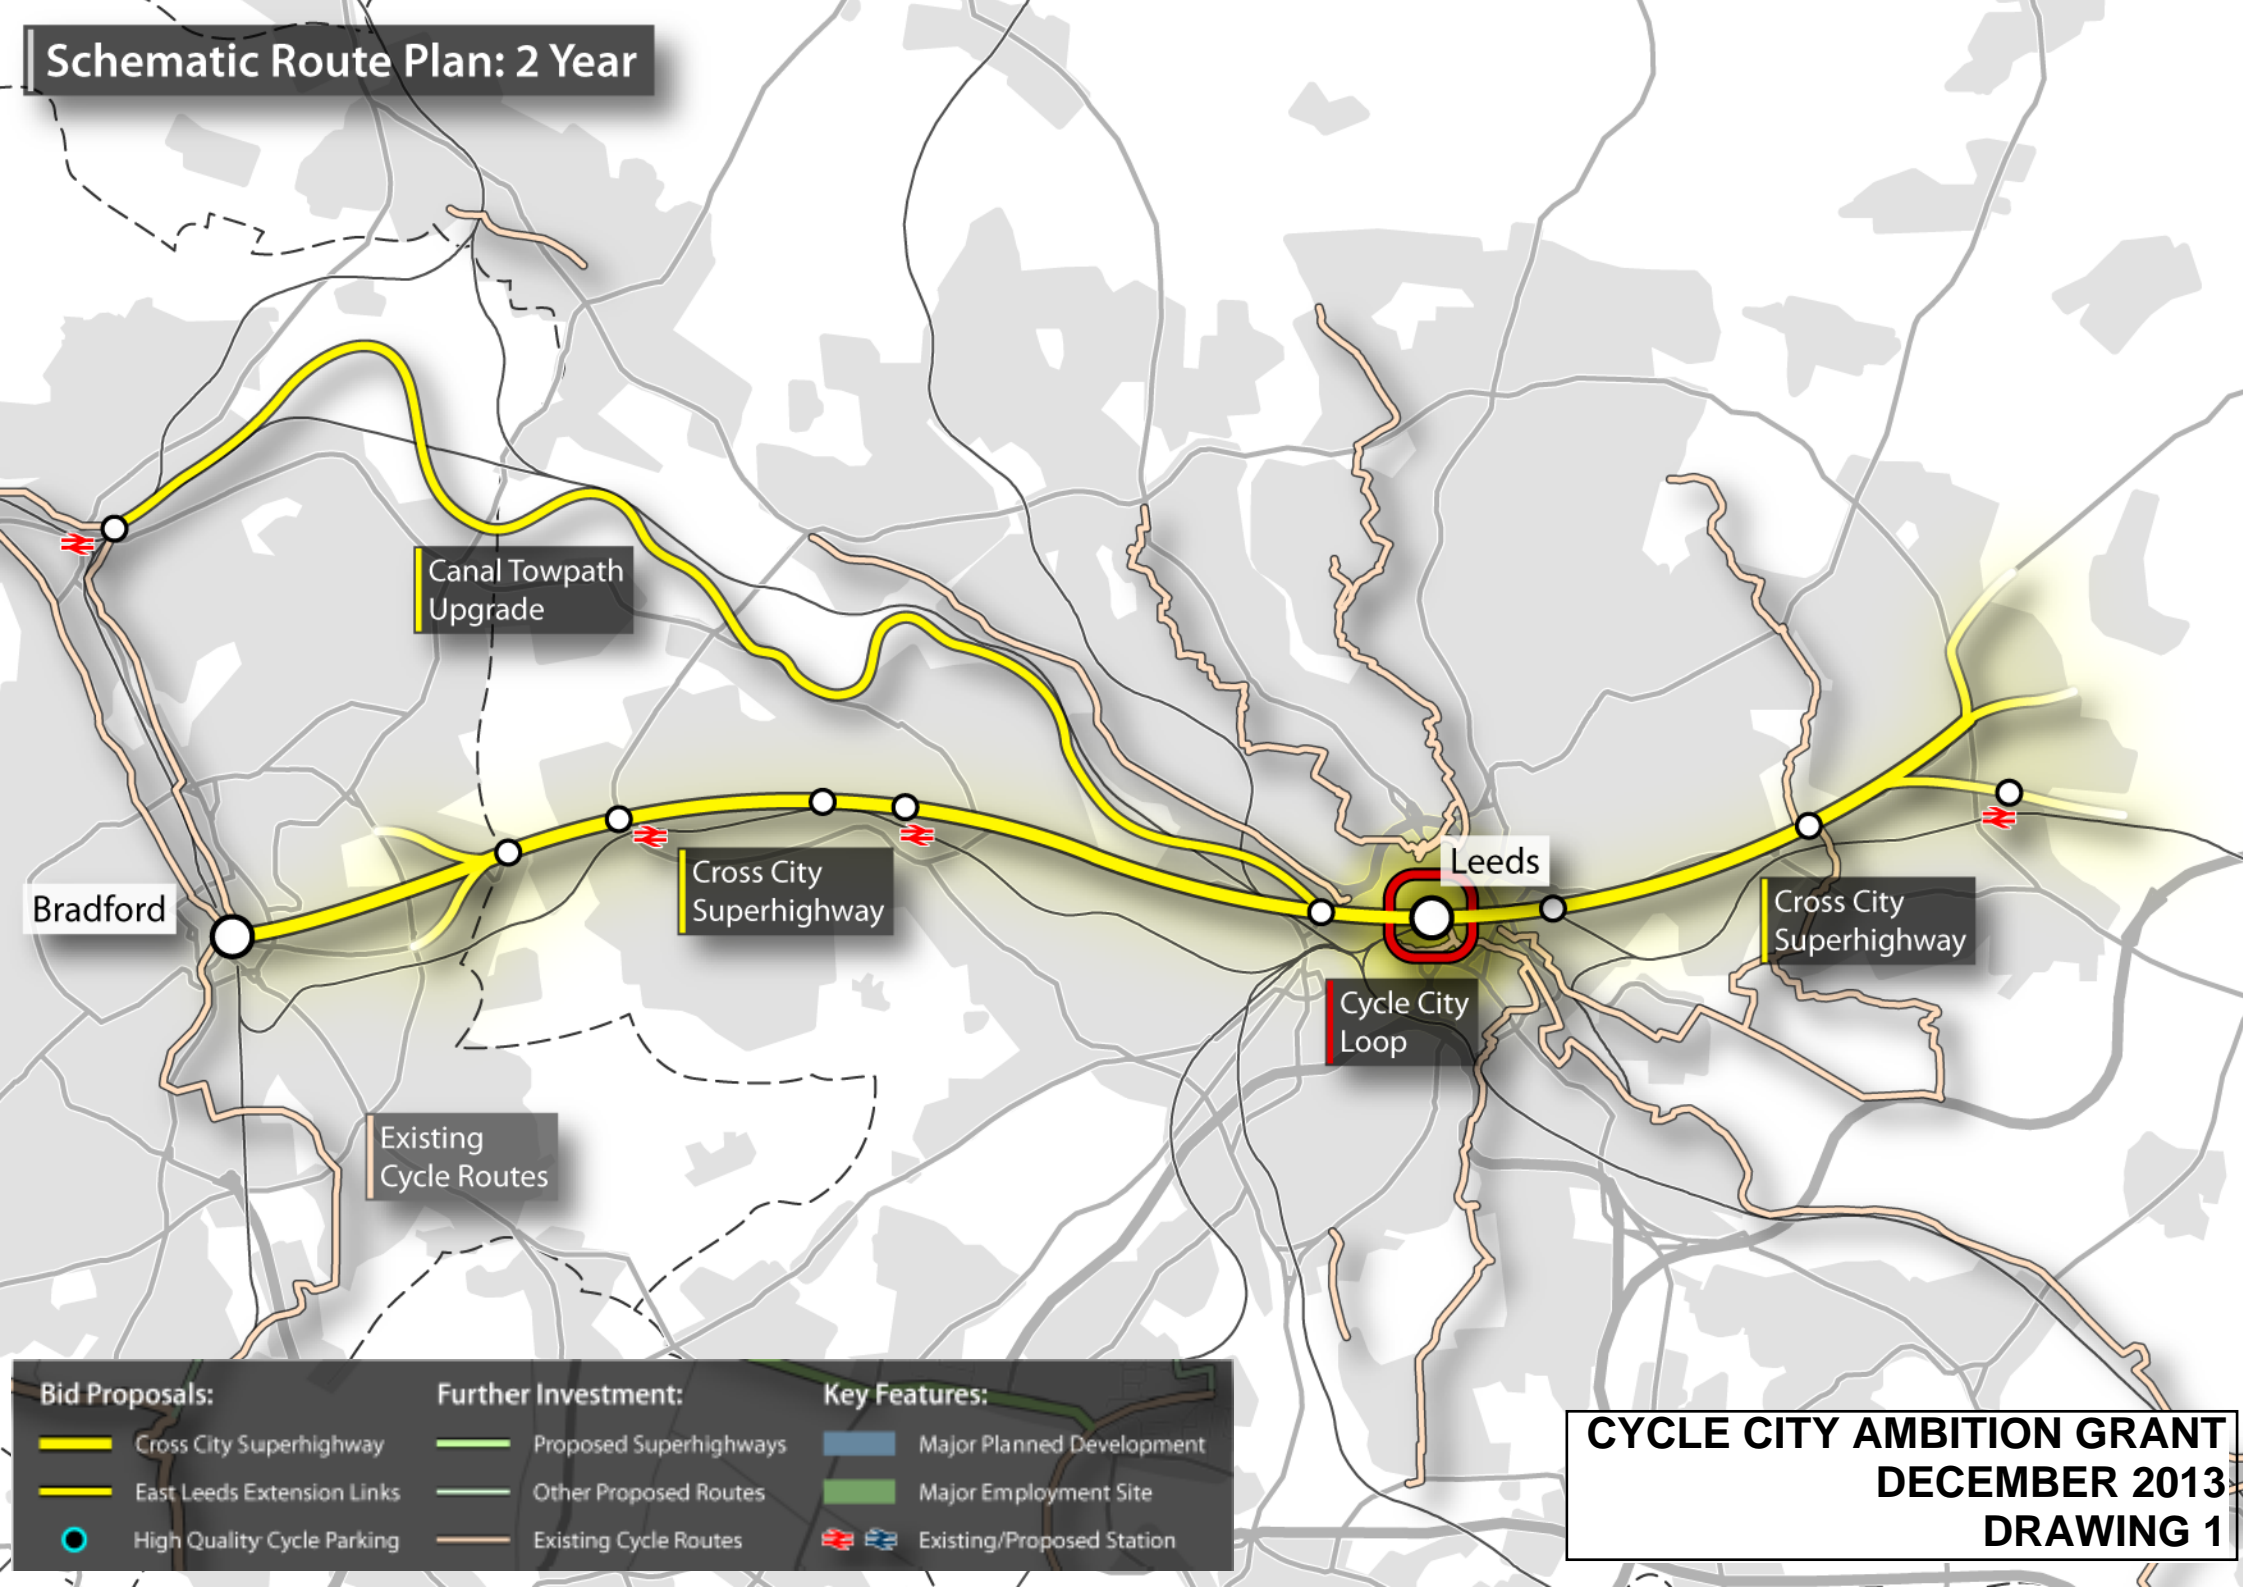 Schematic Route Plan: 2 Year
Canal Towpath
Upgrade
Cross City
Superhighway
Bradford
Leeds
Cross City
Superhighway
Cycle City
Loop
Existing
Cycle Routes
Bid Proposals:
Cross City Superhighway
East Leeds Extension Links
High Quality Cycle Parking
Further Investment:
Proposed Superhighways
Other Proposed Routes
Existing Cycle Routes
Key Features:
Major Planned Development
Major Employment Site
Existing/Proposed Station
CYCLE CITY AMBITION GRANT
DECEMBER 2013
DRAWING 1